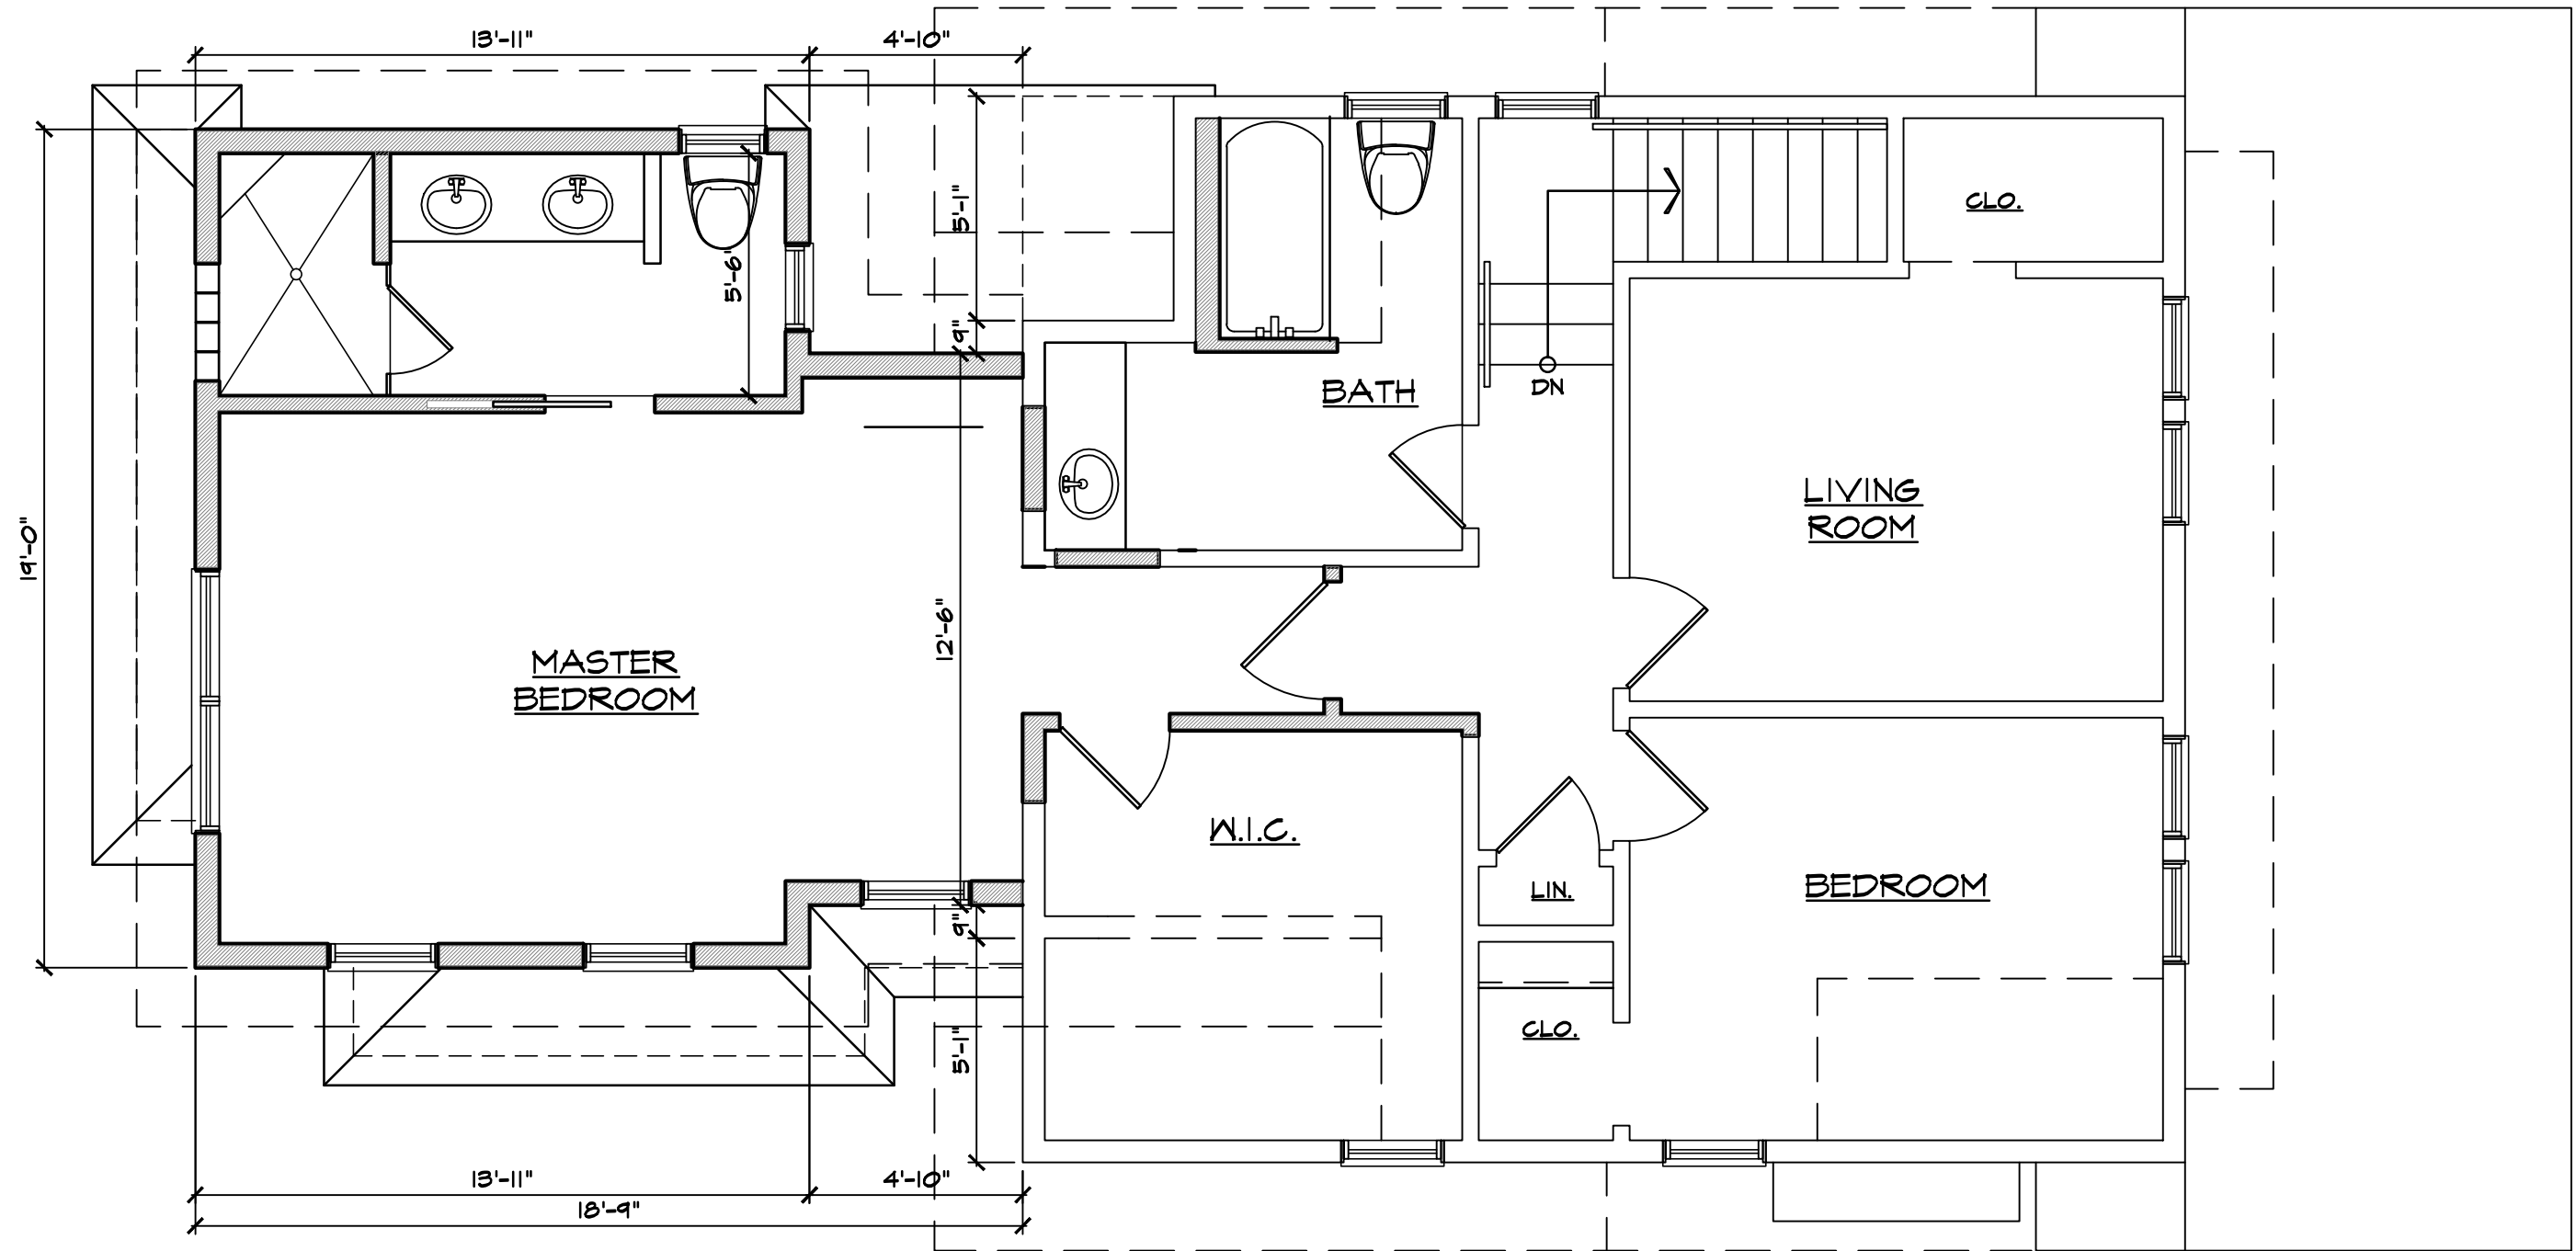 13'-11"
4'-10"
5'-1"
CLO.
5'-6"
9"
BATH
DN
LIVING
ROOM
19'-0"
12'-6"
MASTER
BEDROOM
W.I.C.
LIN.
BEDROOM
9"
CLO.
5'-1"
13'-11"
4'-10"
18'-9"